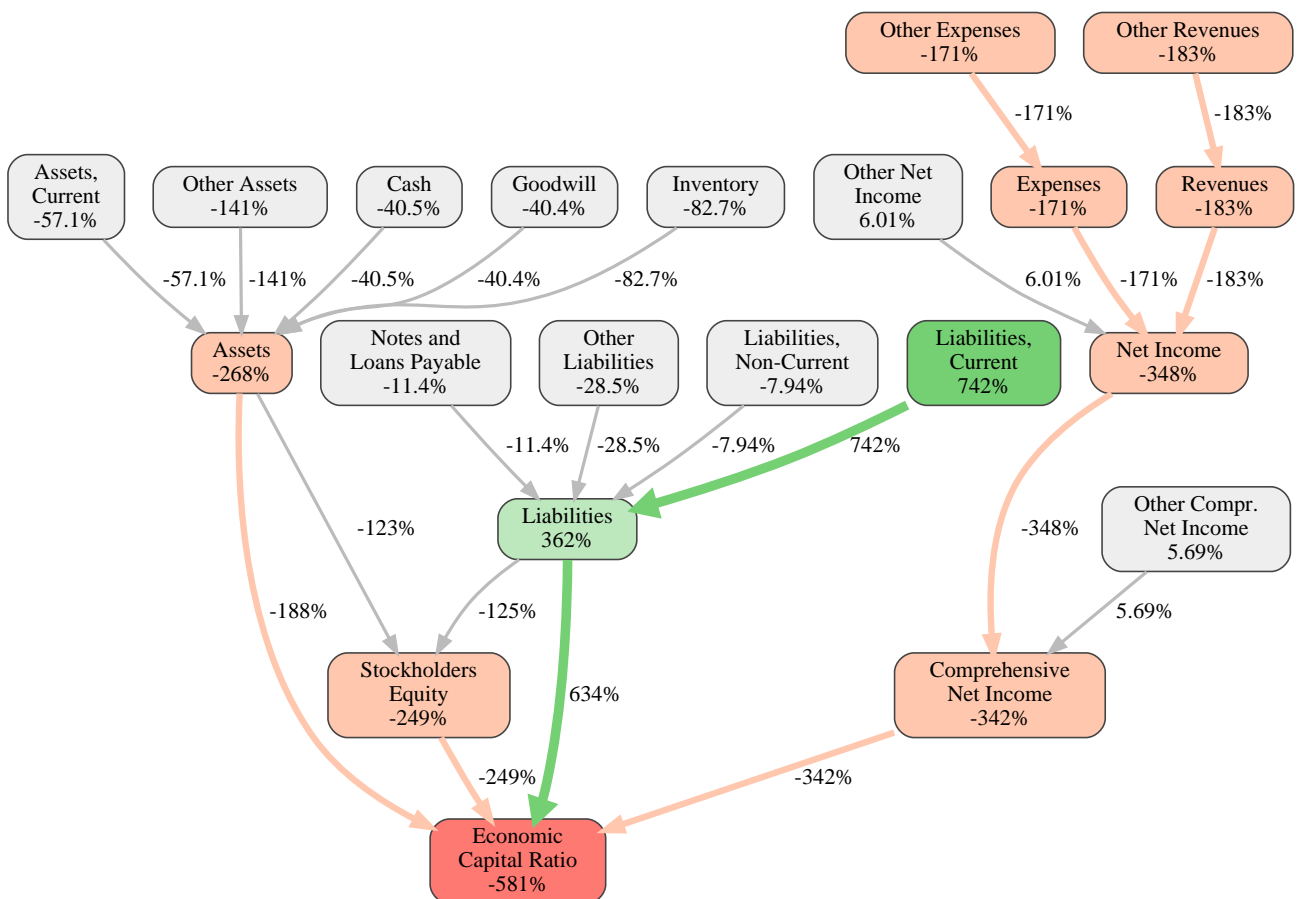 Other Expenses
-171%
Other Revenues
-183%
-171%
-183%
Assets,
Current
-57.1%
Other Assets
-141%
Cash
-40.5%
Goodwill
-40.4%
Inventory
-82.7%
Other Net
Income
6.01%
Expenses
-171%
Revenues
-183%
-57.1%
-141%
-40.5%
-40.4%
-82.7%
6.01%
-171%
-183%
Assets
-268%
Notes and
Loans Payable
-11.4%
Other
Liabilities
-28.5%
Liabilities,
Non-Current
-7.94%
Liabilities,
Current
742%
Net Income
-348%
-11.4%
-28.5%
-7.94%
742%
-123%
Liabilities
362%
-348%
Other Compr.
Net Income
5.69%
-188%
-125%
5.69%
Stockholders
Equity
-249%
634%
Comprehensive
Net Income
-342%
-249%
-342%
Economic
Capital Ratio
-581%